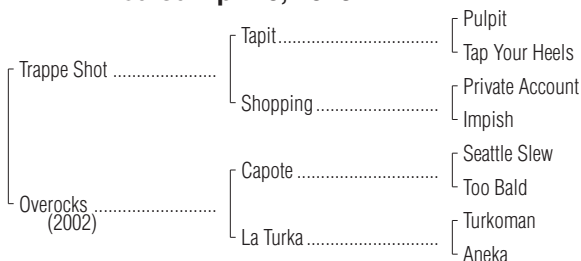 Pulpit
Tapit
Tap Your Heels
Trappe Shot
Private Account
Shopping
Impish
Seattle Slew
Capote
Too Bald
Overocks
(2002)
Turkoman
La Turka
Aneka